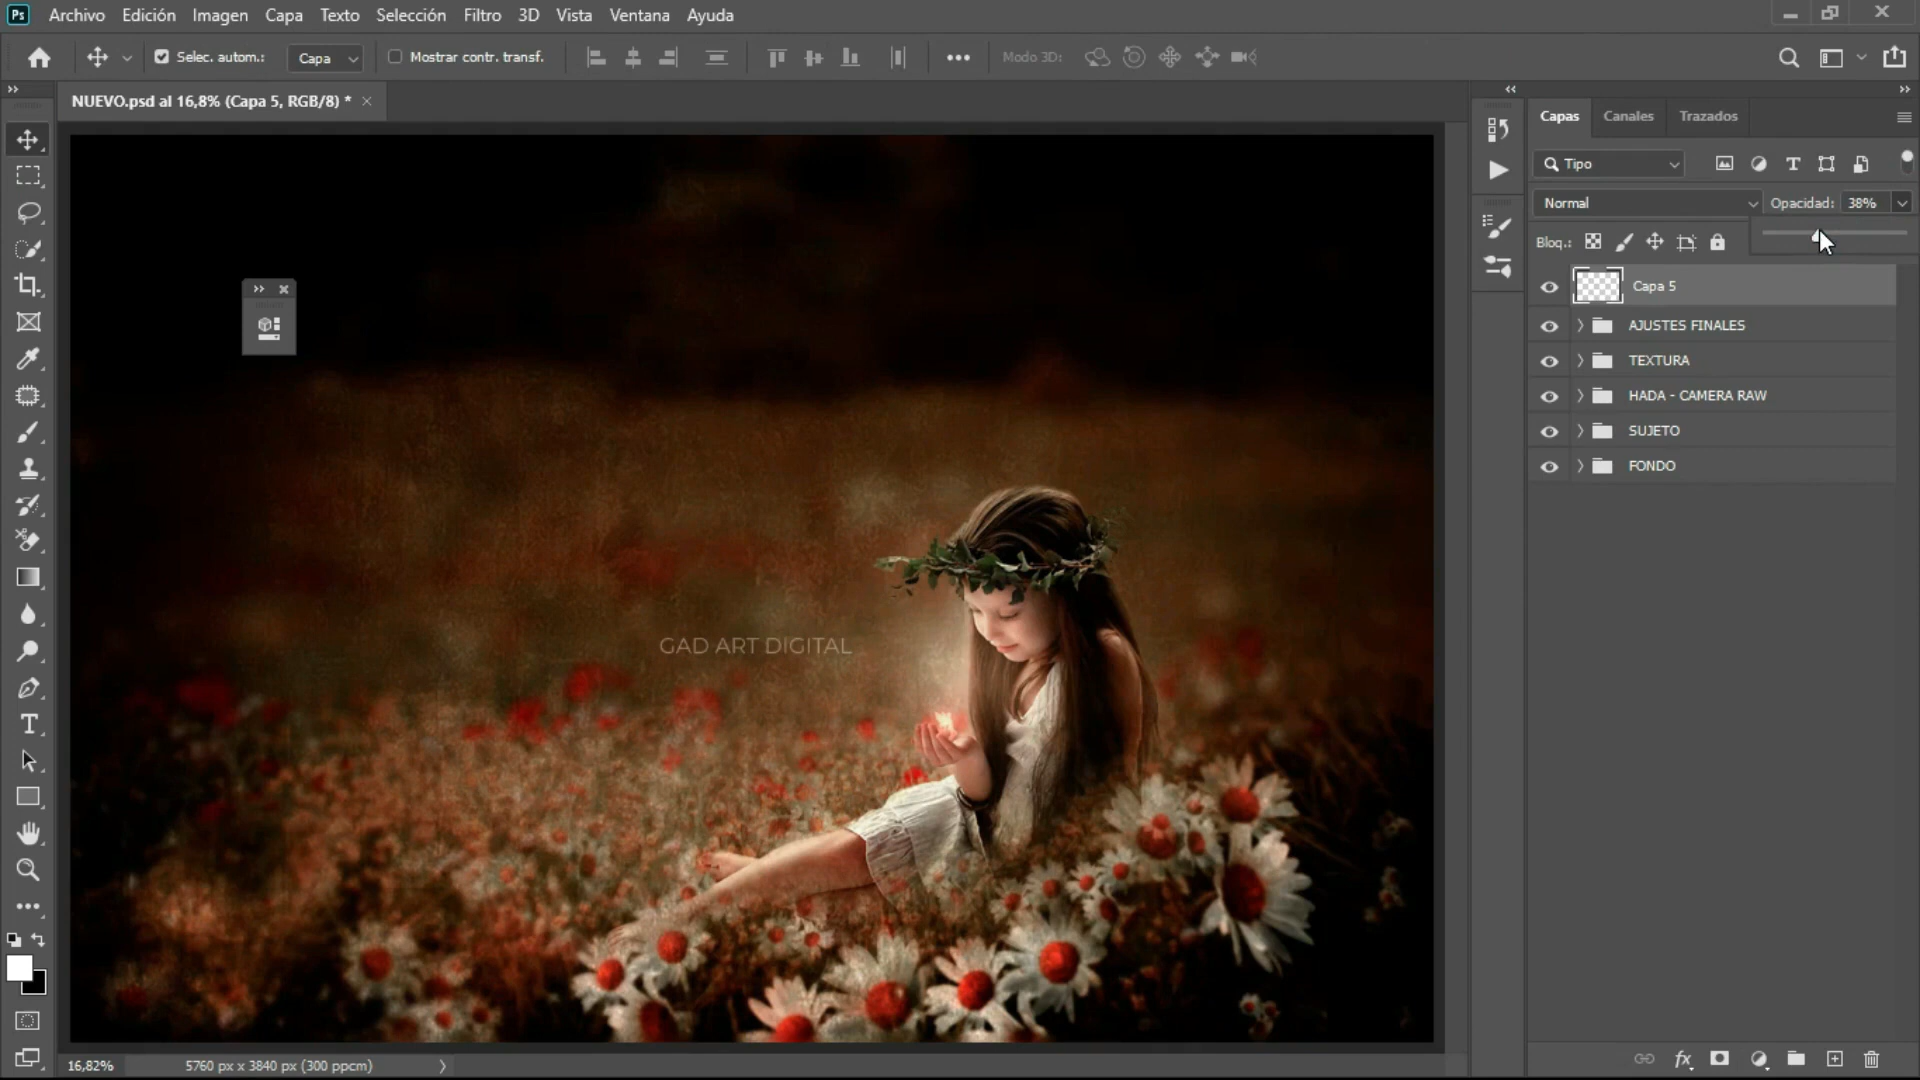 Ps Archivo Edición Imagen Capa Texto Selección Filtro 3D Vista Ventana Ayuda
Selec. autom.: Capa Mostrar contr. transf. Modo 3D:
NUEVO.psd al 16,8% (Capa 5, RGB/8) *
Capas Canales Trazados
Tipo
Normal Opacidad: 38%
Bloq.:
Capa 5
AJUSTES FINALES
TEXTURA
HADA - CAMERA RAW
SUJETO
FONDO
GAD ART DIGITAL
16,82% 5760 px x 3840 px (300 ppcm)
fx